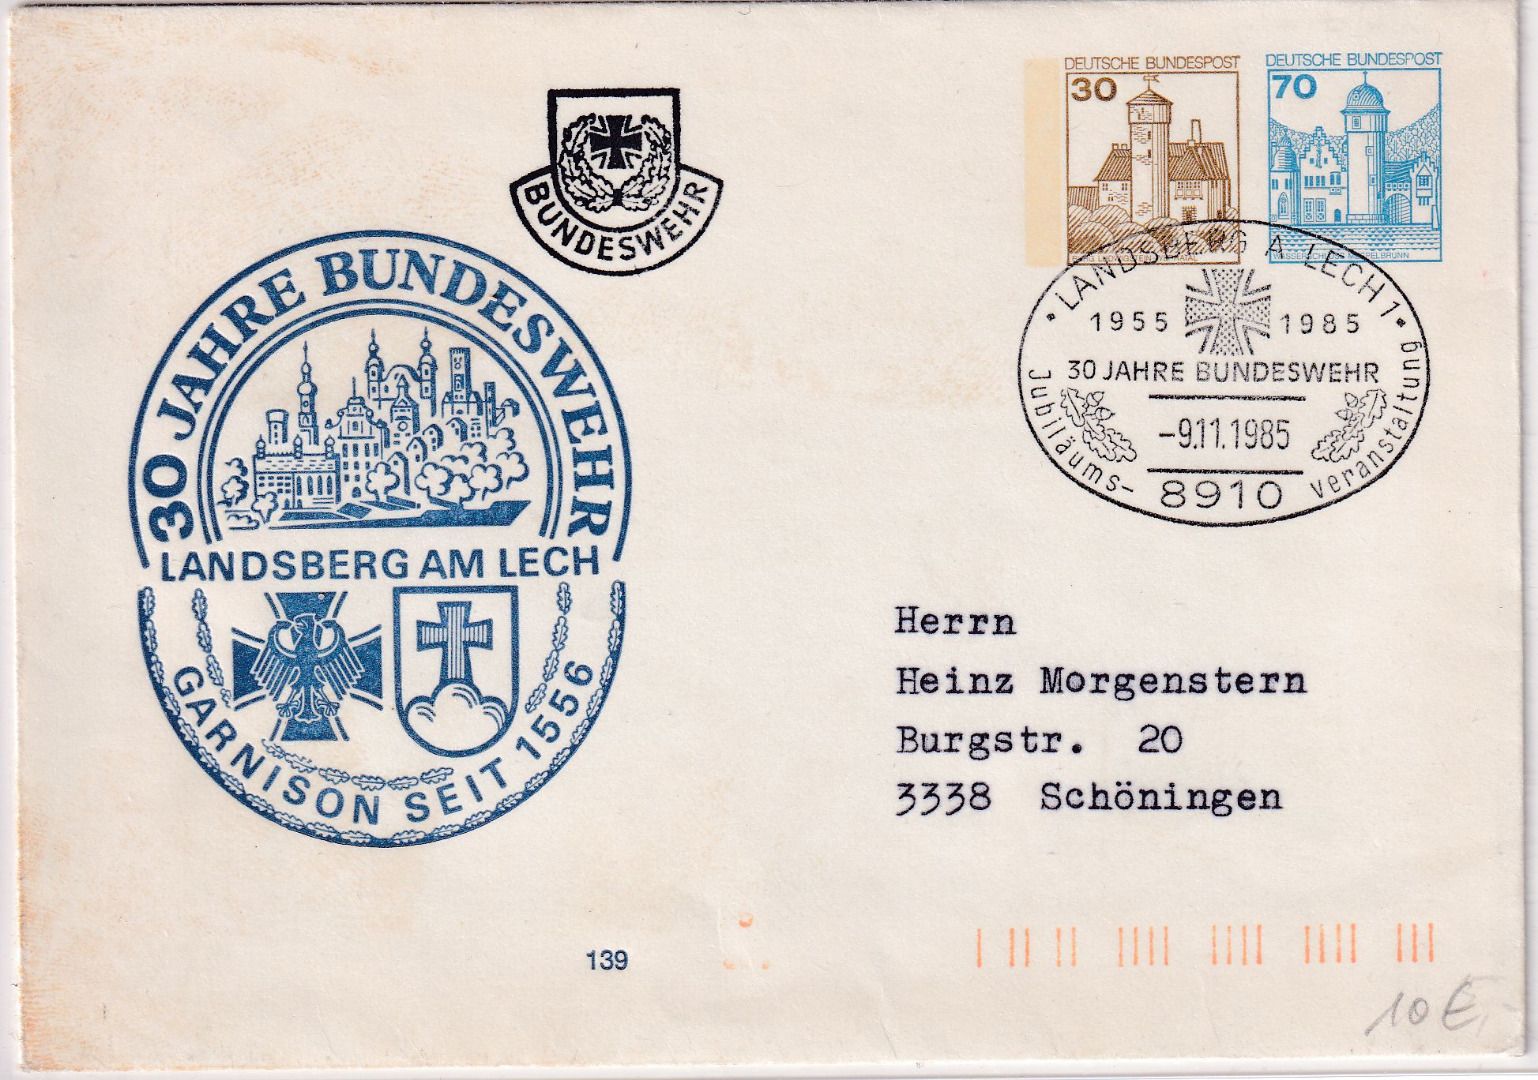 DEUTSCHE BUNDESPOST
30
DEUTSCHE BUNDESPOST
70
BUNDESWEHR
30 JAHRE BUNDESWEHR
LANDSBERG AM LECH
GARNISON SEIT 1556
LANDSBERG A. LECH 1
1955 1985
30 JAHRE BUNDESWEHR
-9.11.1985
Jubiläums- veranstaltung
8910
Herrn
Heinz Morgenstern
Burgstr. 20
3338 Schöningen
139
10 €,-